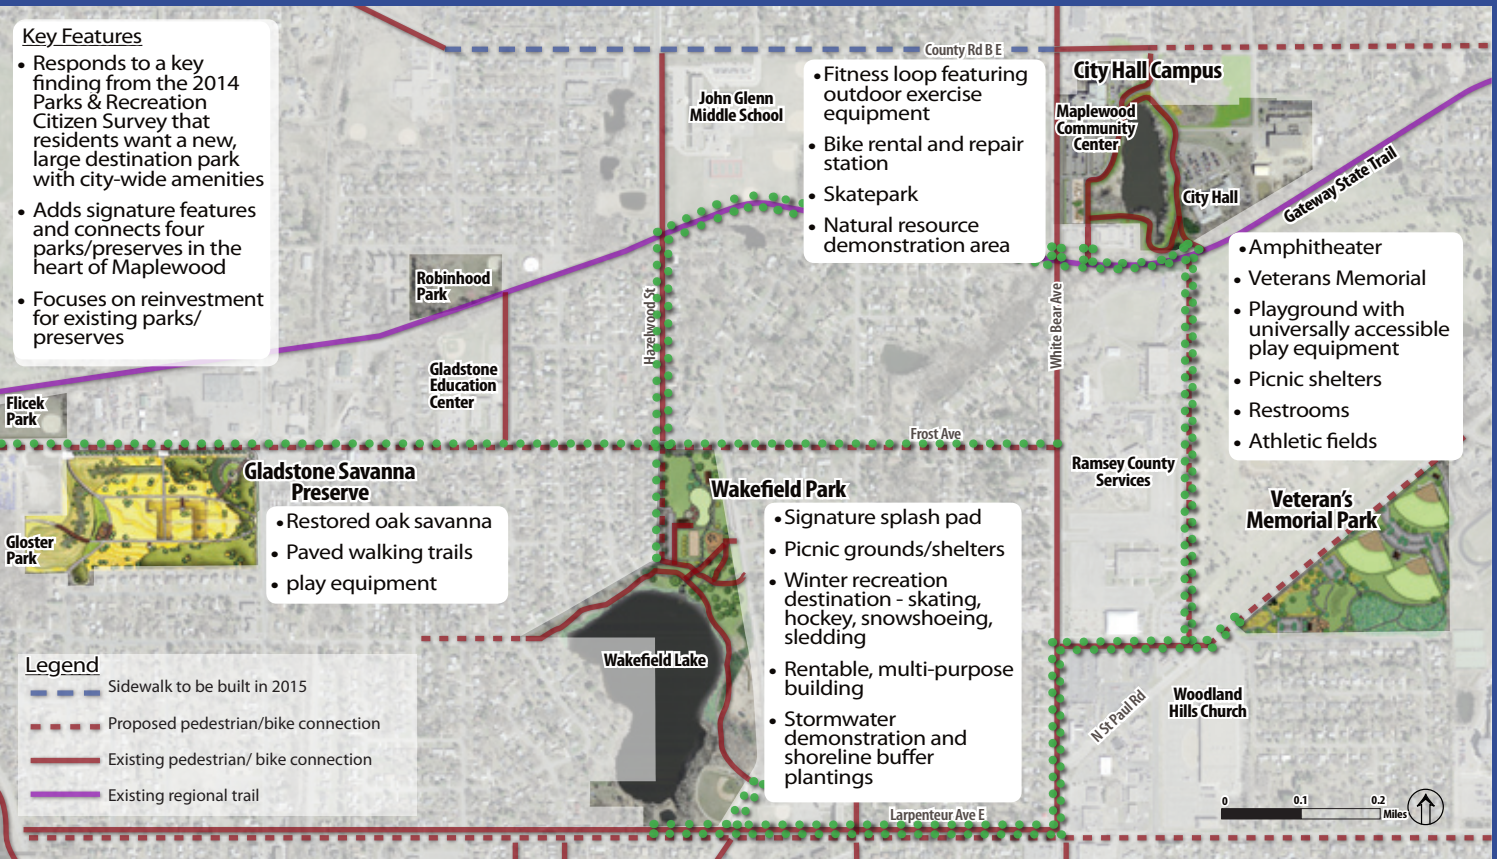 Key Features
• Responds to a key
finding from the 2014
Parks & Recreation
Citizen Survey that
residents want a new,
large destination park
with city-wide amenities
• Adds signature features
and connects four
parks/preserves in the
heart of Maplewood
• Focuses on reinvestment
for existing parks/
preserves
County Rd B E
John Glenn
Middle School
• Fitness loop featuring
outdoor exercise
equipment
• Bike rental and repair
station
• Skatepark
• Natural resource
demonstration area
City Hall Campus
Maplewood
Community
Center
City Hall
Gateway State Trail
• Amphitheater
• Veterans Memorial
• Playground with
universally accessible
play equipment
• Picnic shelters
• Restrooms
• Athletic fields
Robinhood
Park
Hazelwood St
White Bear Ave
Gladstone
Education
Center
Flicek
Park
Frost Ave
Gladstone Savanna
Preserve
• Restored oak savanna
• Paved walking trails
• play equipment
Gloster
Park
Wakefield Park
• Signature splash pad
• Picnic grounds/shelters
• Winter recreation
destination - skating,
hockey, snowshoeing,
sledding
• Rentable, multi-purpose
building
• Stormwater
demonstration and
shoreline buffer
plantings
Ramsey County
Services
Veteran's
Memorial Park
Wakefield Lake
Woodland
Hills Church
N St Paul Rd
Legend
Sidewalk to be built in 2015
Proposed pedestrian/bike connection
Existing pedestrian/ bike connection
Existing regional trail
Larpenteur Ave E
0 0.1 0.2
Miles